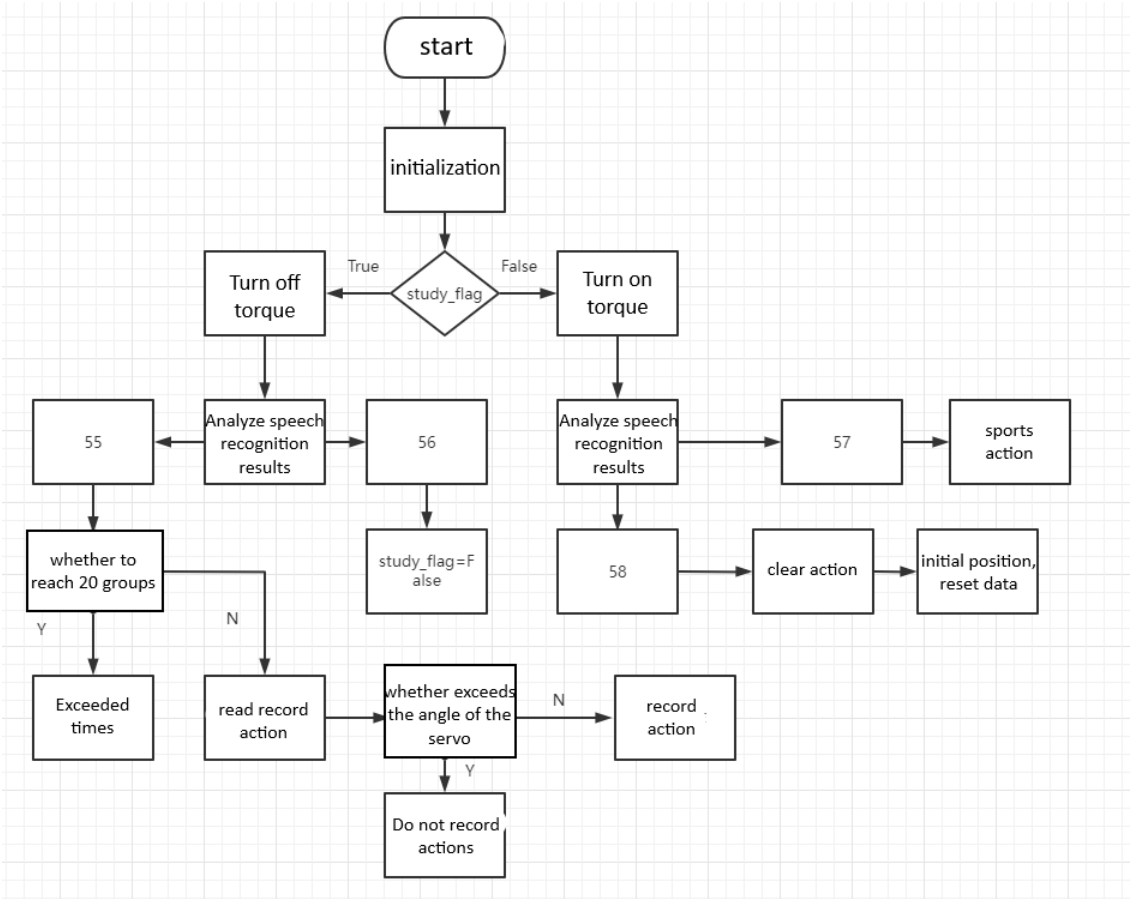 start
initialization
True
False
Turn off
torque
study_flag
Turn on
torque
55
Analyze speech
recognition
results
56
Analyze speech
recognition
results
57
sports
action
whether to
reach 20 groups
study_flag=F
alse
58
clear action
initial position,
reset data
Y
N
Exceeded
times
read record
action
whether exceeds
the angle of the
servo
N
record
action
Y
Do not record
actions